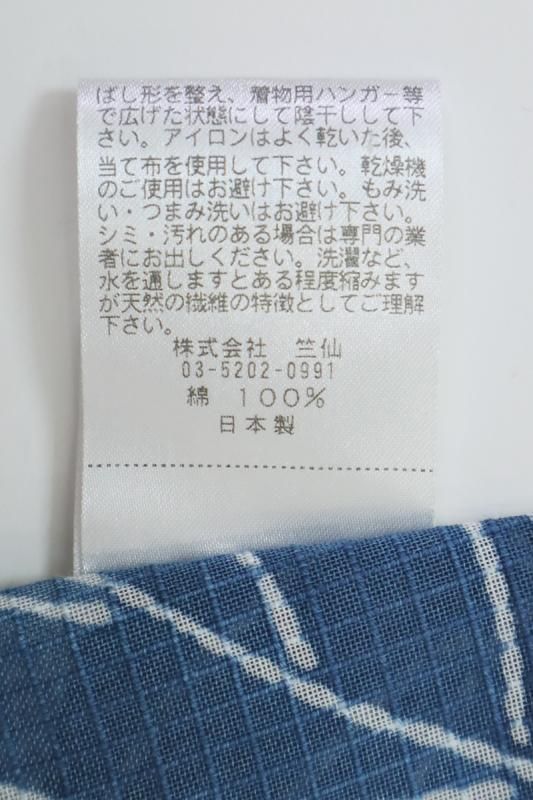 ばし形を整え、着物用ハンガー等
で広げた状態にして陰干しして下
さい。アイロンはよく乾いた後、
当て布を使用して下さい。乾燥機
のご使用はお避け下さい。もみ洗
い・つまみ洗いはお避け下さい。
シミ・汚れのある場合は専門の業
者にお出しください。洗濯など、
水を通しますとある程度縮みます
が天然の繊維の特徴としてご理解
下さい。
株式会社　竺仙
03-5202-0991
綿　100%
日本製